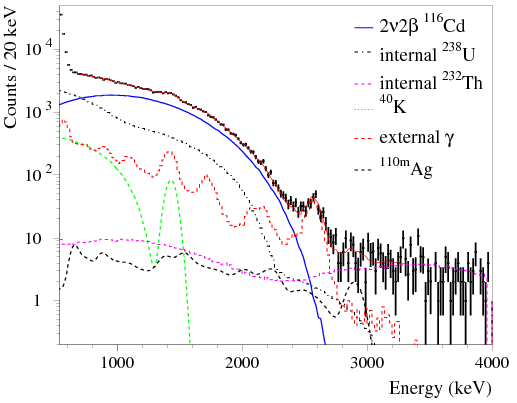 Counts / 20 keV
10⁴
10³
10²
10
1
2ν2β ¹¹⁶Cd
internal ²³⁸U
internal ²³²Th
⁴⁰K
external γ
¹¹⁰ᵐAg
1000 2000 3000 4000
Energy (keV)